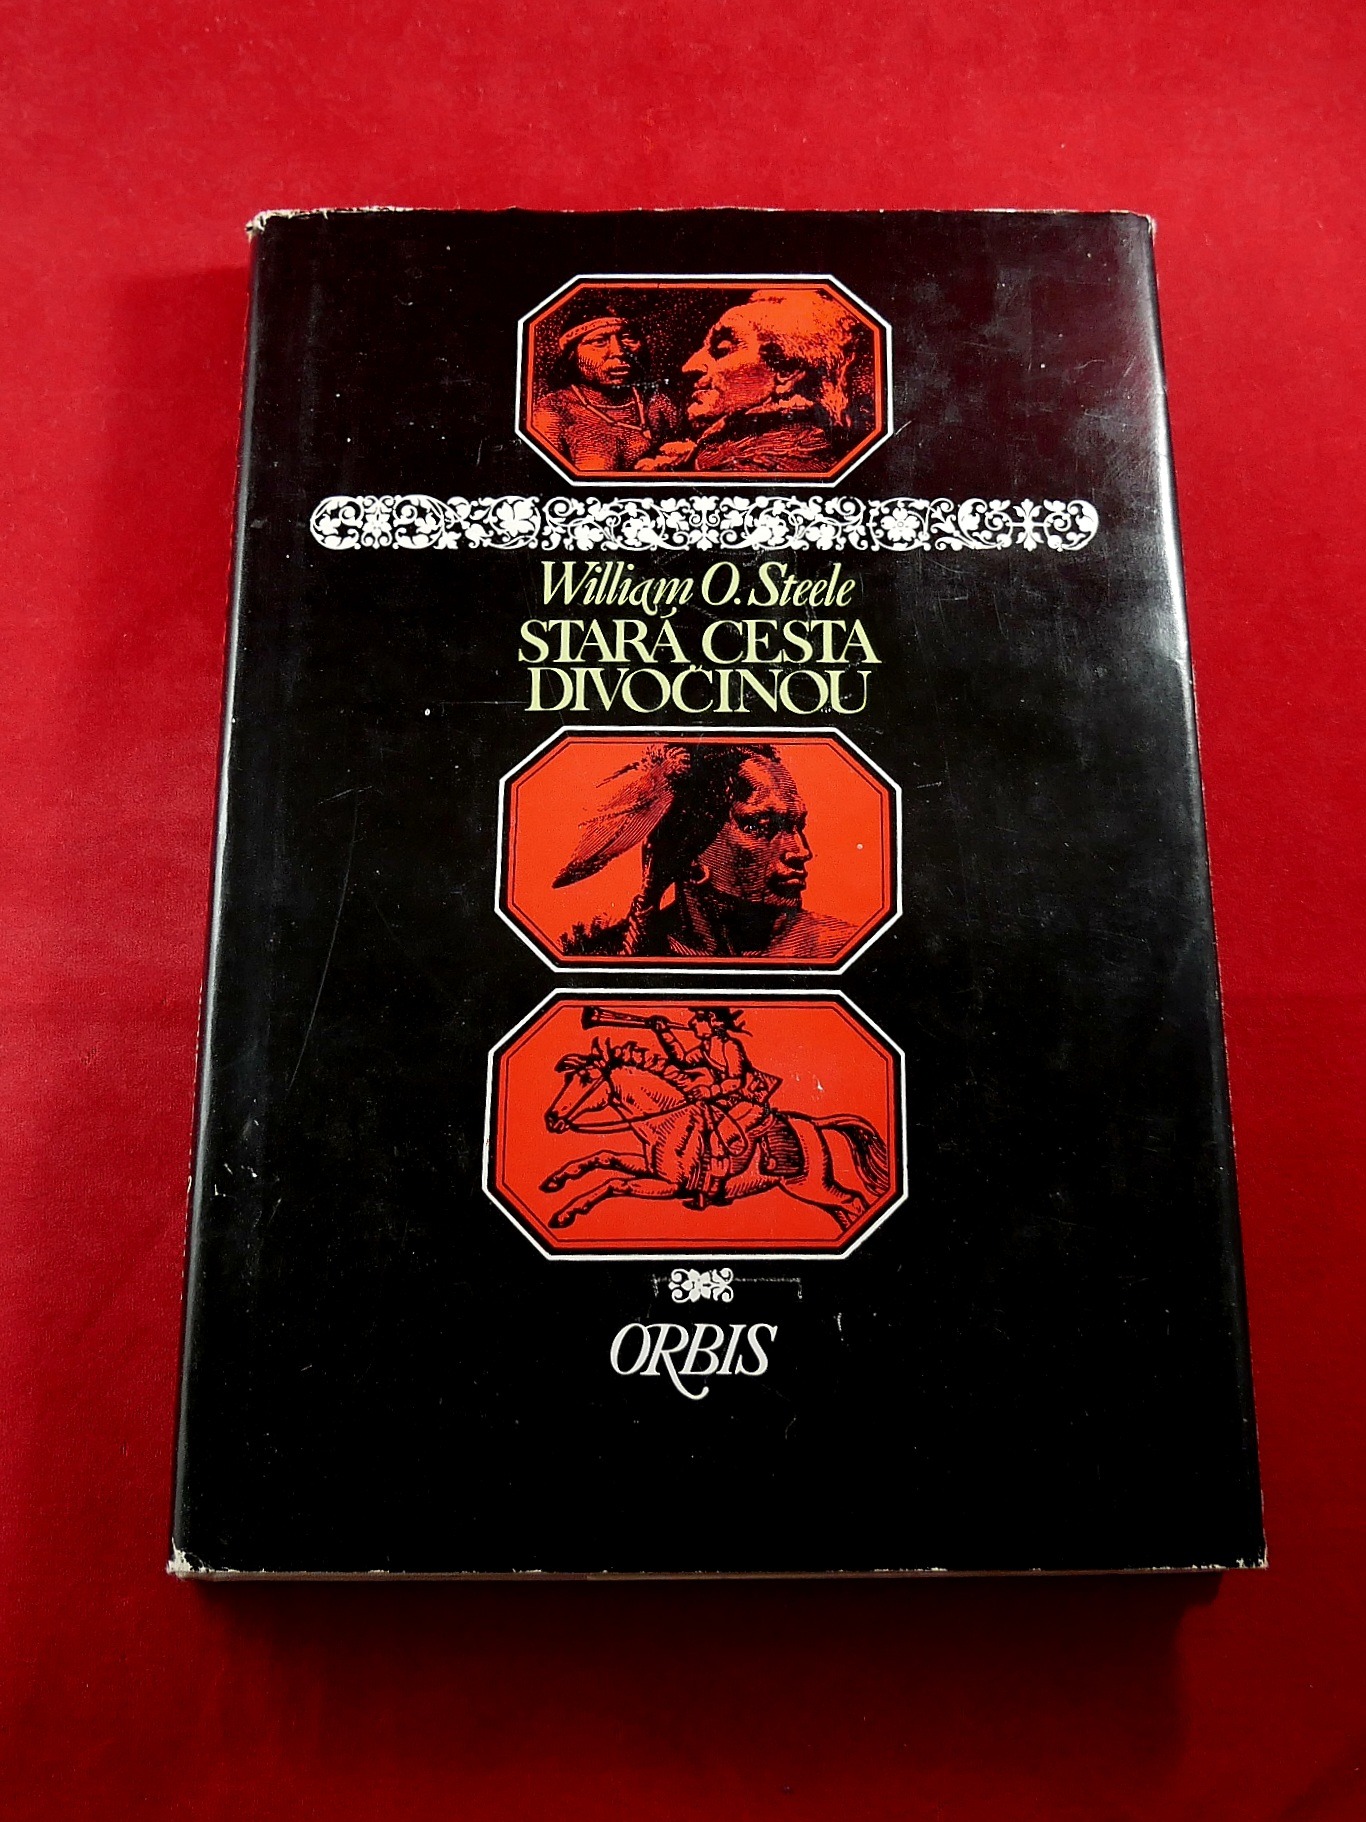 William O. Steele
STARÁ CESTA
DIVOČINOU
ORBIS